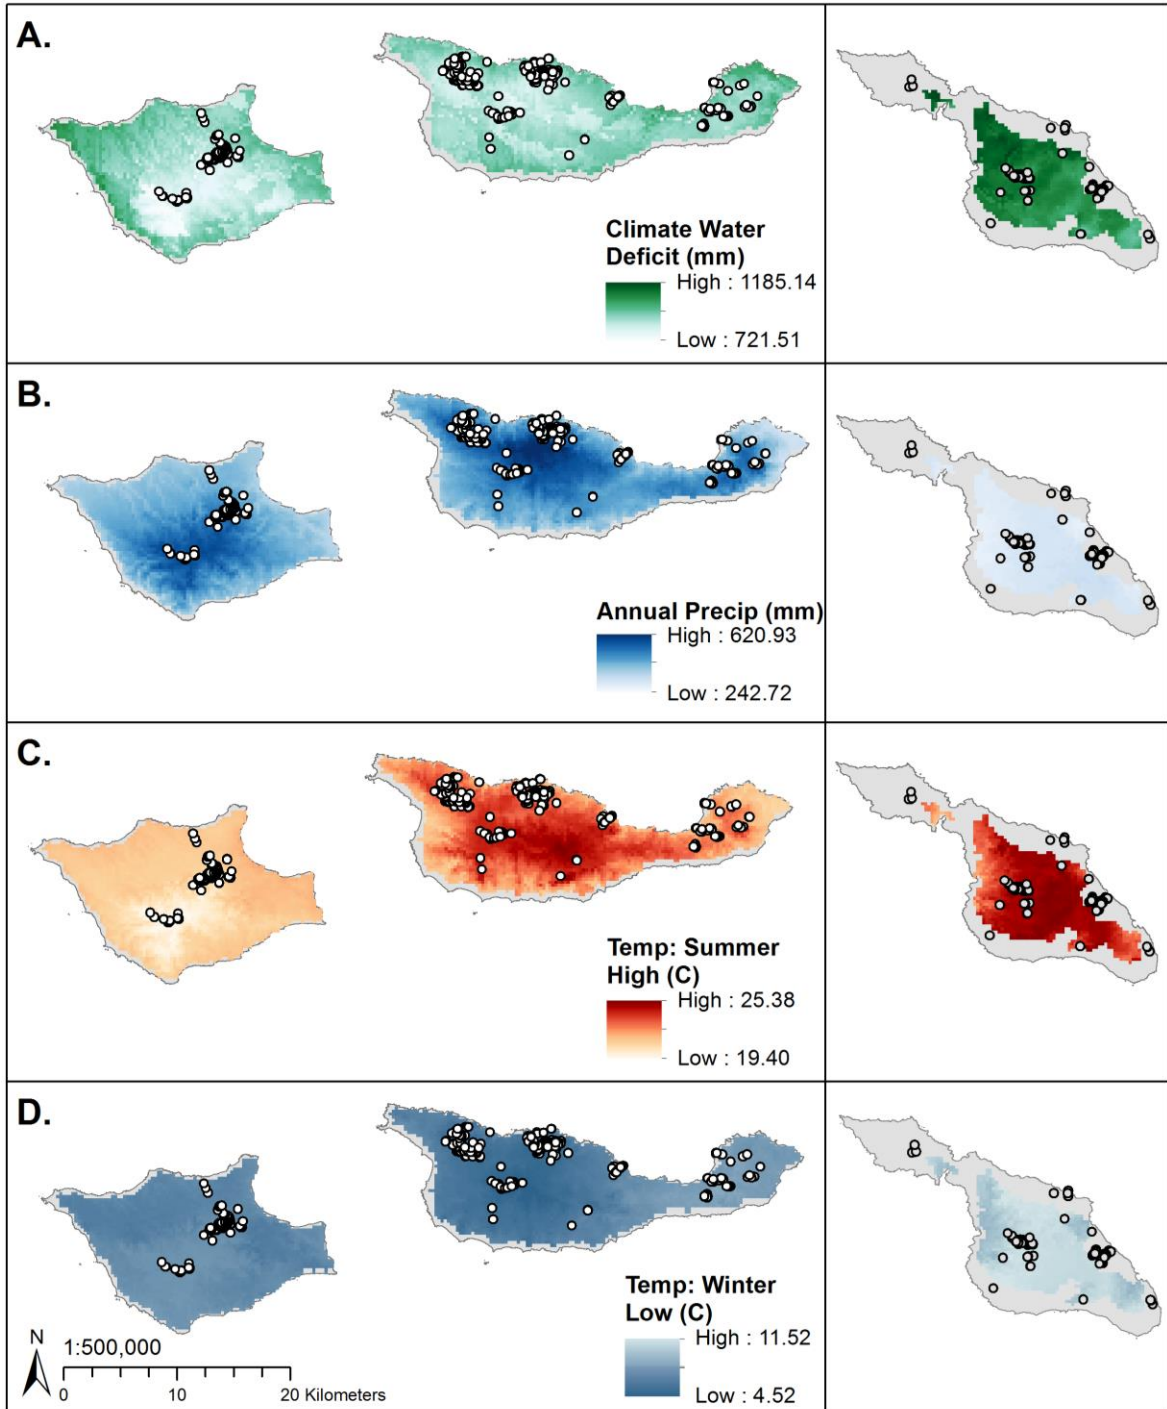 A.
Climate Water
Deficit (mm)
High : 1185.14
Low : 721.51
B.
Annual Precip (mm)
High : 620.93
Low : 242.72
C.
Temp: Summer
High (C)
High : 25.38
Low : 19.40
D.
Temp: Winter
Low (C)
High : 11.52
Low : 4.52
N
1:500,000
0 10 20 Kilometers